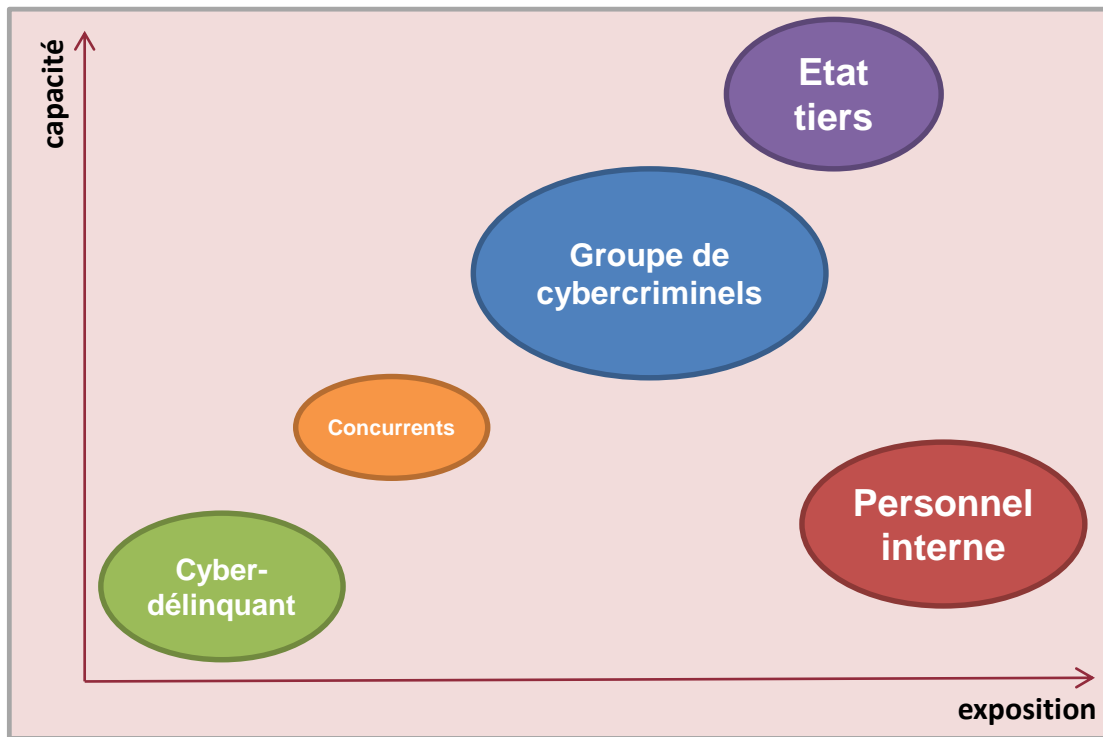 capacité
Etat
tiers
Groupe de
cybercriminels
Concurrents
Personnel
interne
Cyber-
délinquant
exposition